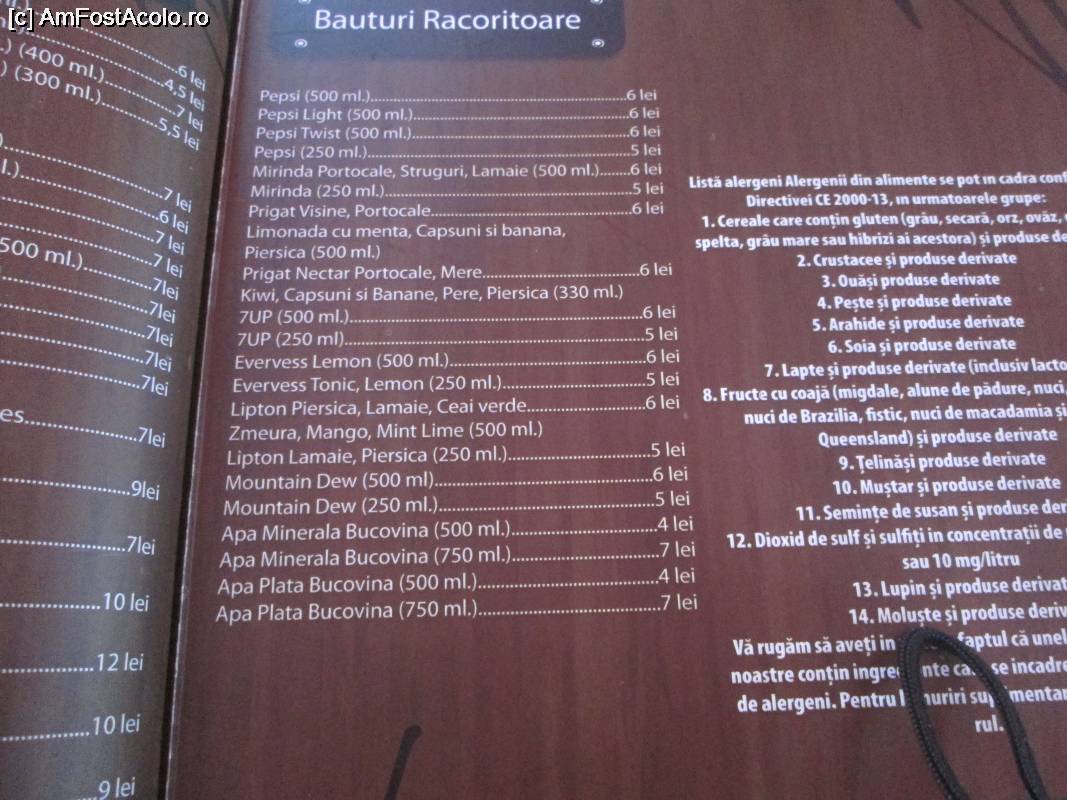 [c] AmFostAcolo.ro
6 lei
4,5 lei
(400 ml.)
7 lei
(300 ml.)
5,5 lei
7 lei
6 lei
7 lei
7 lei
500 ml.)
7lei
7lei
7lei
7lei
7lei
es
7lei
9lei
7lei
10 lei
12 lei
10 lei
9 lei
Bauturi Racoritoare
Pepsi (500 ml.)...6 lei
Pepsi Light (500 ml.)...6 lei
Pepsi Twist (500 ml.)...6 lei
Pepsi (250 ml.)...5 lei
Mirinda Portocale, Struguri, Lamaie (500 ml.)...6 lei
Mirinda (250 ml.)...5 lei
Prigat Visine, Portocale...6 lei
Limonada cu menta, Capsuni si banana,
Piersica (500 ml.)
Prigat Nectar Portocale, Mere...6 lei
Kiwi, Capsuni si Banane, Pere, Piersica (330 ml.)
7UP (500 ml.)...6 lei
7UP (250 ml)...5 lei
Evervess Lemon (500 ml.)...6 lei
Evervess Tonic, Lemon (250 ml.)...5 lei
Lipton Piersica, Lamaie, Ceai verde...6 lei
Zmeura, Mango, Mint Lime (500 ml.)
Lipton Lamaie, Piersica (250 ml.)...5 lei
Mountain Dew (500 ml)...6 lei
Mountain Dew (250 ml.)...5 lei
Apa Minerala Bucovina (500 ml.)...4 lei
Apa Minerala Bucovina (750 ml.)...7 lei
Apa Plata Bucovina (500 ml.)...4 lei
Apa Plata Bucovina (750 ml.)...7 lei
Listă alergeni Alergenii din alimente se pot ın cadra conf
Directivei CE 2000-13, ın urmatoarele grupe:
1. Cereale care conțin gluten (grâu, secară, orz, ovăz,
spelta, grâu mare sau hibrizi ai acestora) și produse de
2. Crustacee și produse derivate
3. Ouăși produse derivate
4. Pește și produse derivate
5. Arahide și produse derivate
6. Soia și produse derivate
7. Lapte și produse derivate (inclusiv lacto
8. Fructe cu coajă (migdale, alune de pădure, nuci,
nuci de Brazilia, fistic, nuci de macadamia și
Queensland) și produse derivate
9. Țelinăși produse derivate
10. Muștar și produse derivate
11. Semințe de susan și produse der
12. Dioxid de sulf și sulfiți in concentrații de
sau 10 mg/litru
13. Lupin și produse derivat
14. Moluște și produse deriv
Vă rugăm să aveți in faptul că unel
noastre conțin se incadre
de alergeni. Pentru
rul.